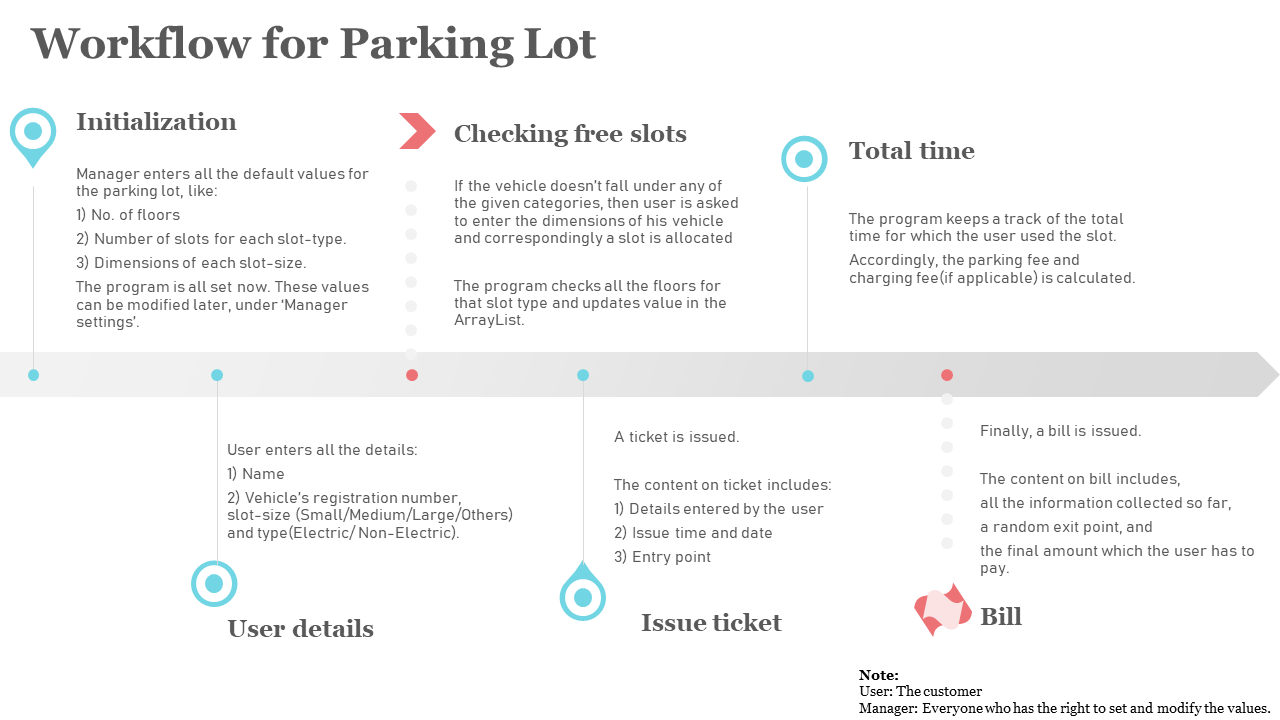 Workflow for Parking Lot
Initialization
Manager enters all the default values for
the parking lot, like:
1) No. of floors
2) Number of slots for each slot-type.
3) Dimensions of each slot-size.
The program is all set now. These values
can be modified later, under ‘Manager
settings’.
User enters all the details:
1) Name
2) Vehicle’s registration number,
slot-size (Small/Medium/Large/Others)
and type(Electric/ Non-Electric).
User details
Checking free slots
If the vehicle doesn’t fall under any of
the given categories, then user is asked
to enter the dimensions of his vehicle
and correspondingly a slot is allocated
The program checks all the floors for
that slot type and updates value in the
ArrayList.
A ticket is issued.
The content on ticket includes:
1) Details entered by the user
2) Issue time and date
3) Entry point
Issue ticket
Total time
The program keeps a track of the total
time for which the user used the slot.
Accordingly, the parking fee and
charging fee(if applicable) is calculated.
Finally, a bill is issued.
The content on bill includes,
all the information collected so far,
a random exit point, and
the final amount which the user has to
pay.
Bill
Note:
User: The customer
Manager: Everyone who has the right to set and modify the values.